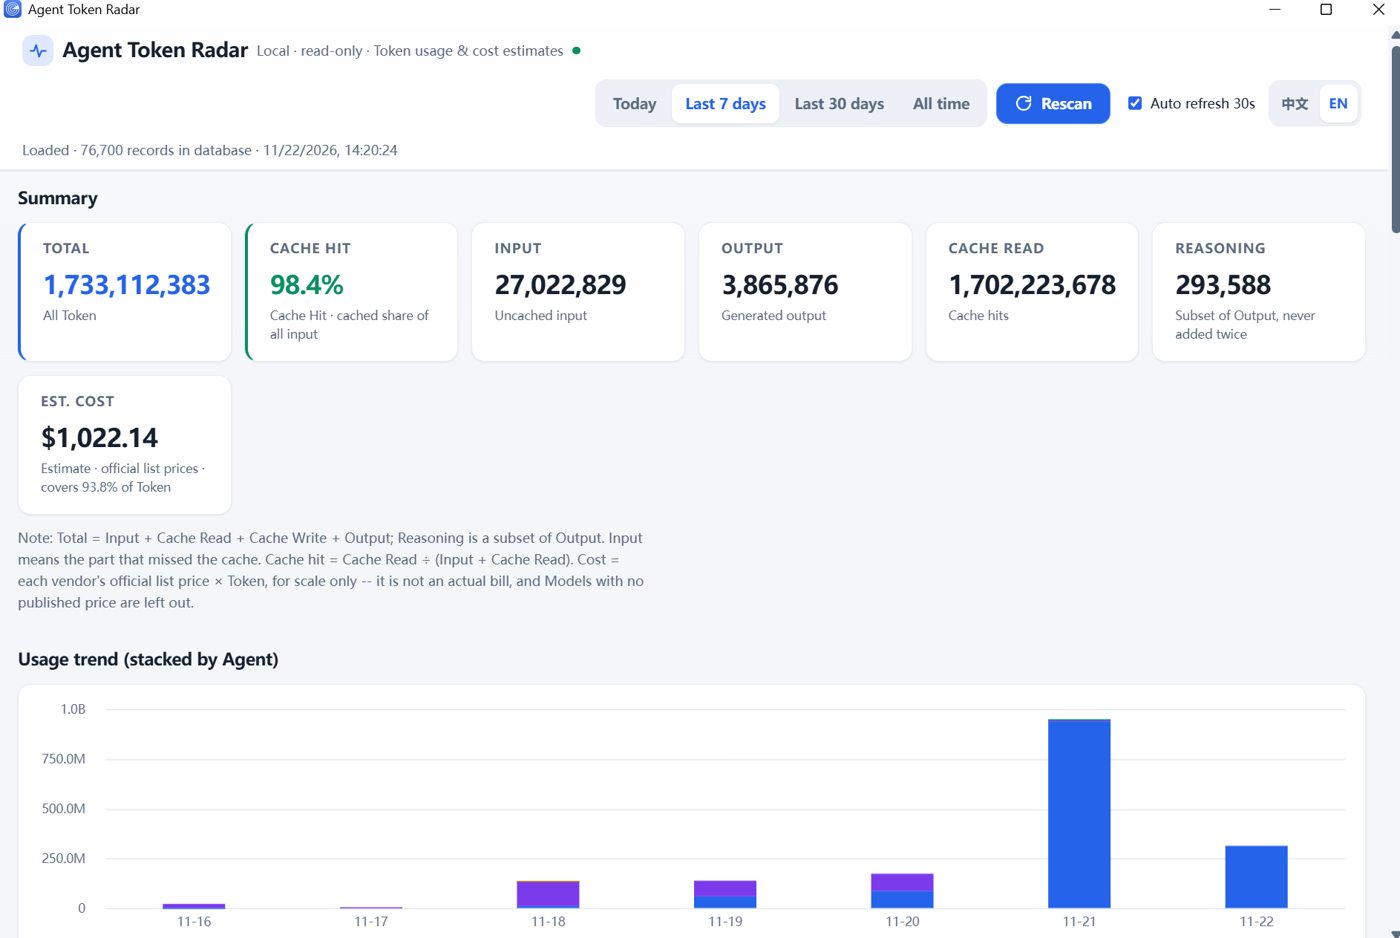 Agent Token Radar
Agent Token Radar Local · read-only · Token usage & cost estimates
Today Last 7 days Last 30 days All time Rescan Auto refresh 30s 中文 EN
Loaded · 76,700 records in database · 11/22/2026, 14:20:24
Summary
TOTAL
1,733,112,383
All Token
CACHE HIT
98.4%
Cache Hit · cached share of
all input
INPUT
27,022,829
Uncached input
OUTPUT
3,865,876
Generated output
CACHE READ
1,702,223,678
Cache hits
REASONING
293,588
Subset of Output, never
added twice
EST. COST
$1,022.14
Estimate · official list prices ·
covers 93.8% of Token
Note: Total = Input + Cache Read + Cache Write + Output; Reasoning is a subset of Output. Input
means the part that missed the cache. Cache hit = Cache Read ÷ (Input + Cache Read). Cost =
each vendor's official list price × Token, for scale only -- it is not an actual bill, and Models with no
published price are left out.
Usage trend (stacked by Agent)
1.0B
750.0M
500.0M
250.0M
0
11-16 11-17 11-18 11-19 11-20 11-21 11-22